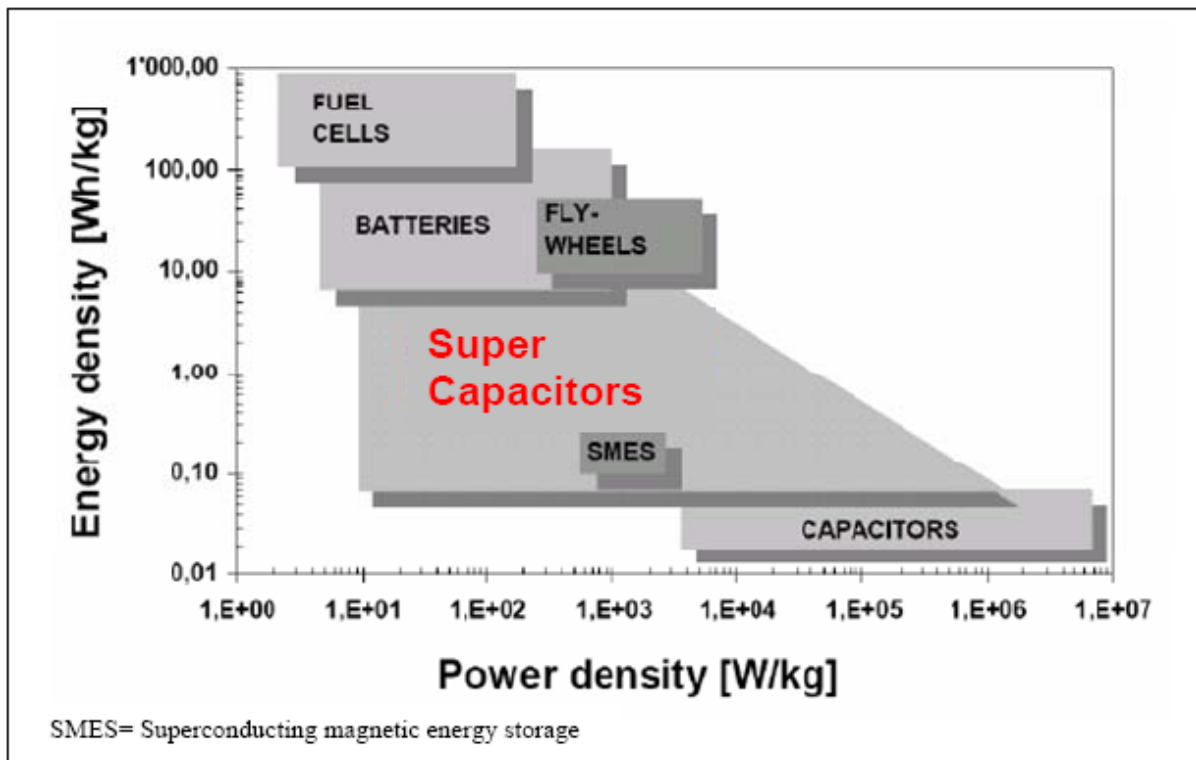 Energy density [Wh/kg]
1'000,00
100,00
10,00
1,00
0,10
0,01
FUEL
CELLS
BATTERIES
FLY-
WHEELS
Super
Capacitors
SMES
CAPACITORS
1,E+00 1,E+01 1,E+02 1,E+03 1,E+04 1,E+05 1,E+06 1,E+07
Power density [W/kg]
SMES= Superconducting magnetic energy storage